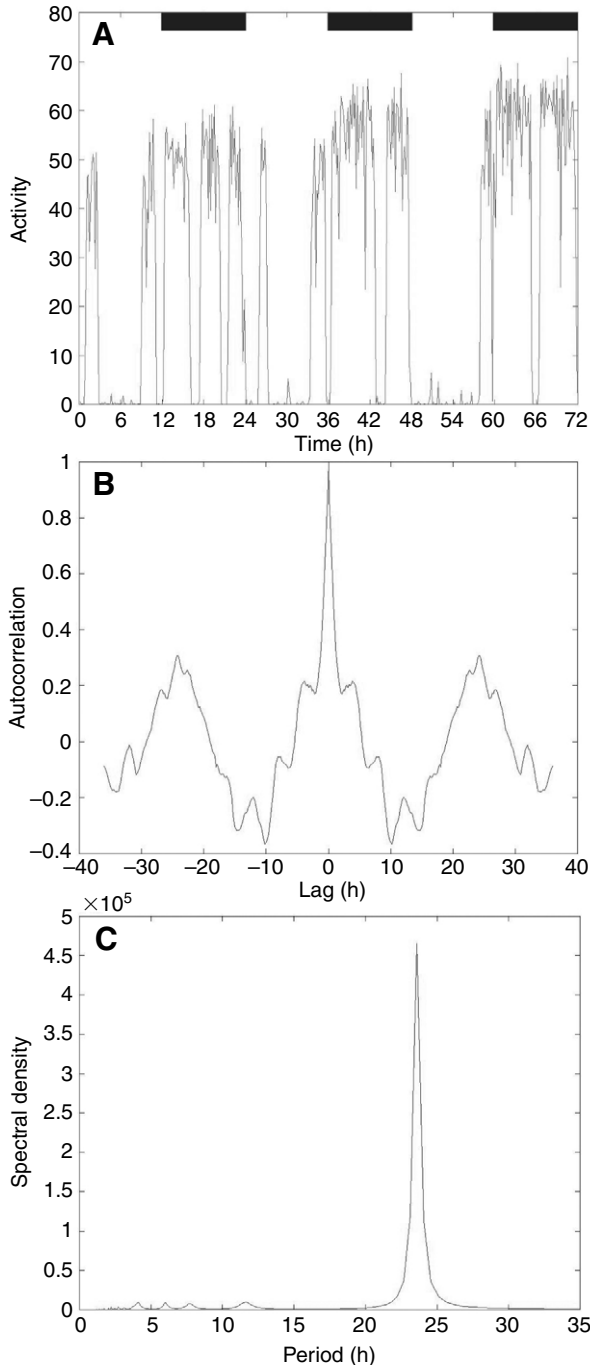 A
80
70
60
50
40
30
20
10
0
Activity
0 6 12 18 24 30 36 42 48 54 60 66 72
Time (h)
B
1
0.8
0.6
0.4
0.2
0
−0.2
−0.4
Autocorrelation
−40 −30 −20 −10 0 10 20 30 40
Lag (h)
×10⁵
C
5
4.5
4
3.5
3
2.5
2
1.5
1
0.5
0
Spectral density
0 5 10 15 20 25 30 35
Period (h)